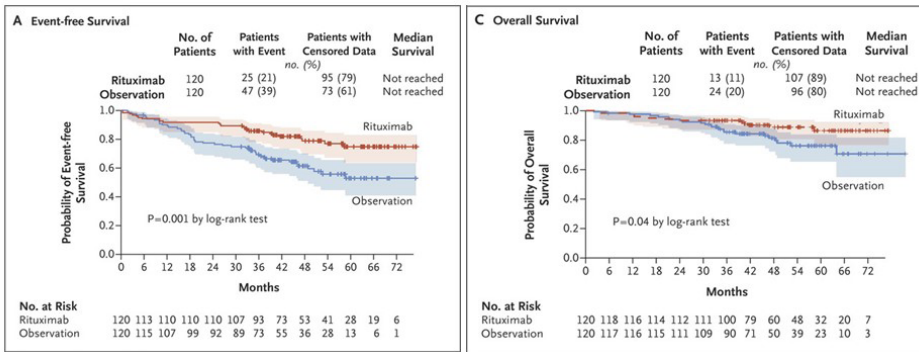 A Event-free Survival
No. of Patients
Patients with Event
Patients with Censored Data
Median Survival
no. (%)
Rituximab 120 25 (21) 95 (79) Not reached
Observation 120 47 (39) 73 (61) Not reached
Probability of Event-free Survival
1.0
0.8
0.6
0.4
0.2
0.0
Rituximab
Observation
P=0.001 by log-rank test
0 6 12 18 24 30 36 42 48 54 60 66 72
Months
No. at Risk
Rituximab 120 113 110 110 110 107 93 73 53 41 28 19 6
Observation 120 115 107 99 92 89 73 55 36 28 13 6 1
C Overall Survival
No. of Patients
Patients with Event
Patients with Censored Data
Median Survival
no. (%)
Rituximab 120 13 (11) 107 (89) Not reached
Observation 120 24 (20) 96 (80) Not reached
Probability of Overall Survival
1.0
0.8
0.6
0.4
0.2
0.0
Rituximab
Observation
P=0.04 by log-rank test
0 6 12 18 24 30 36 42 48 54 60 66 72
Months
No. at Risk
Rituximab 120 118 116 114 112 111 100 79 60 48 32 20 7
Observation 120 117 116 115 111 109 90 71 50 39 23 10 3